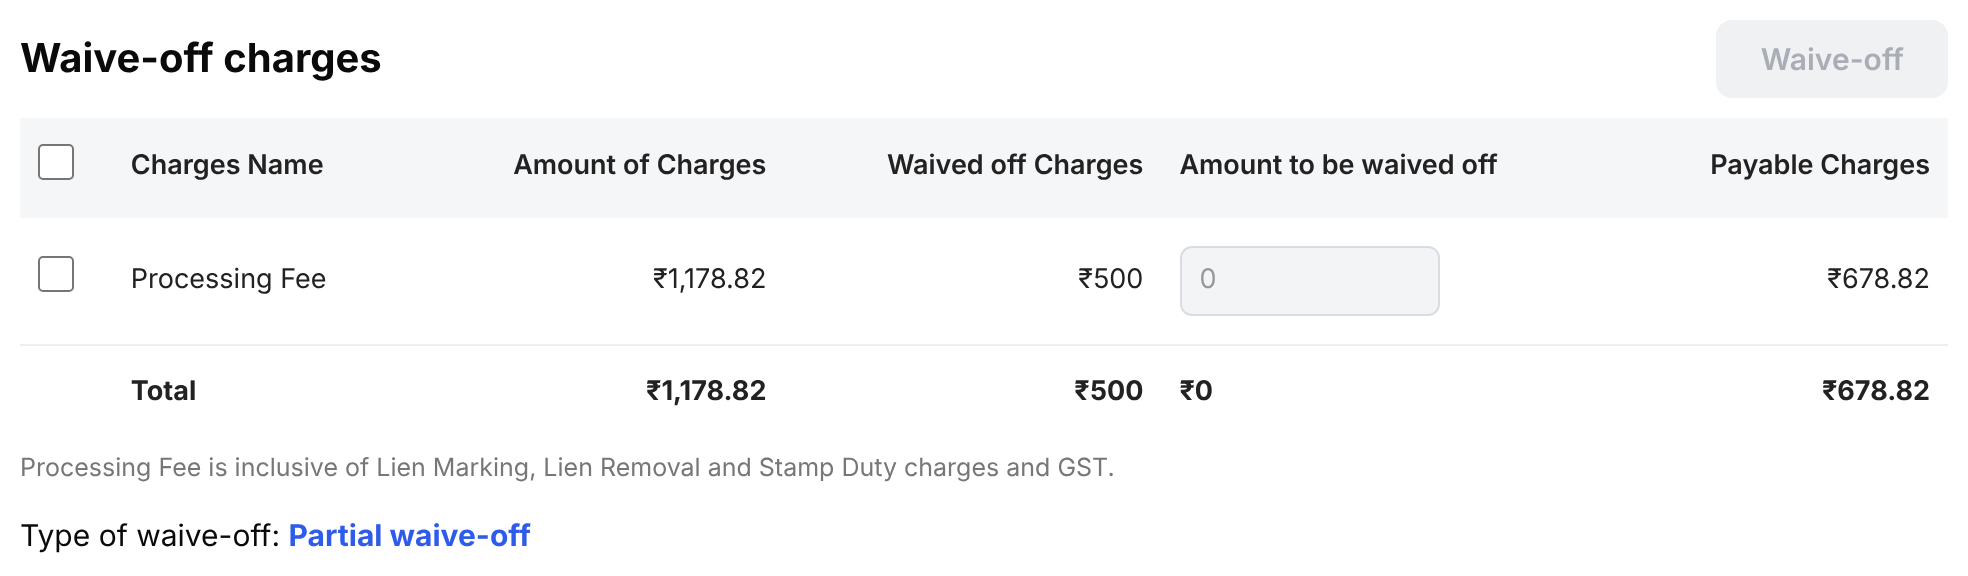 Waive-off charges
Waive-off
Charges Name Amount of Charges Waived off Charges Amount to be waived off Payable Charges
Processing Fee ₹1,178.82 ₹500 0 ₹678.82
Total ₹1,178.82 ₹500 ₹0 ₹678.82
Processing Fee is inclusive of Lien Marking, Lien Removal and Stamp Duty charges and GST.
Type of waive-off: Partial waive-off